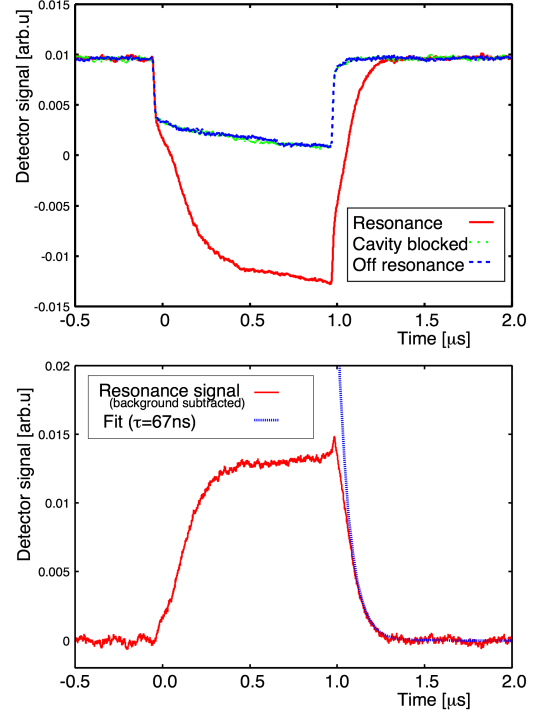 0.015
0.010
0.005
0
-0.005
-0.01
-0.015
Detector signal [arb.u]
Resonance
Cavity blocked
Off resonance
-0.5 0 0.5 1.0 1.5 2.0
Time [μs]
0.02
0.015
0.01
0.005
0
Detector signal [arb.u]
Resonance signal
(background subtracted)
Fit (τ=67ns)
-0.5 0.0 0.5 1.0 1.5 2.0
Time [μs]